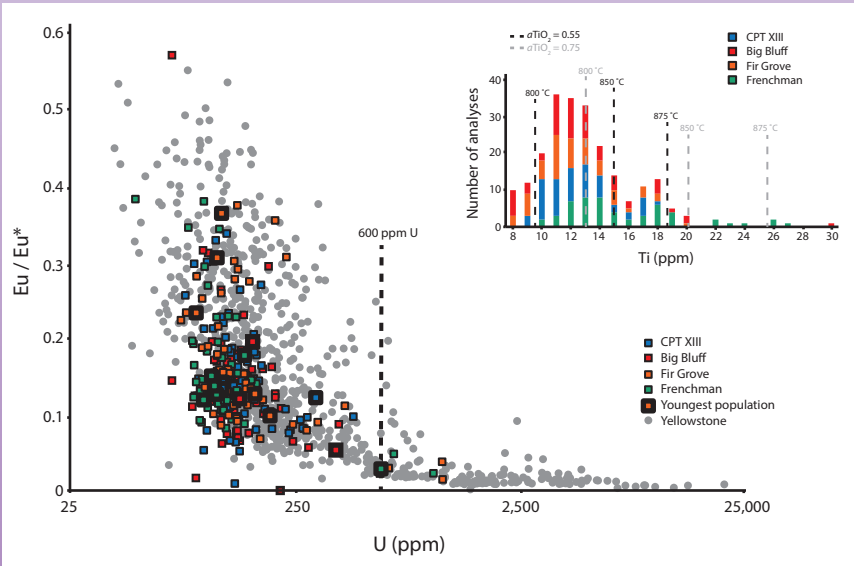 aTiO₂ = 0.55
aTiO₂ = 0.75
CPT XIII
Big Bluff
Fir Grove
Frenchman
800 ˚C
850 ˚C
800 ˚C
875 ˚C
850 ˚C
875 ˚C
Number of analyses
40
30
20
10
0
8 10 12 14 16 18 20 22 24 26 28 30
Ti (ppm)
0.6
0.5
0.4
0.3
0.2
0.1
0
Eu / Eu*
600 ppm U
CPT XIII
Big Bluff
Fir Grove
Frenchman
Youngest population
Yellowstone
25 250 2,500 25,000
U (ppm)